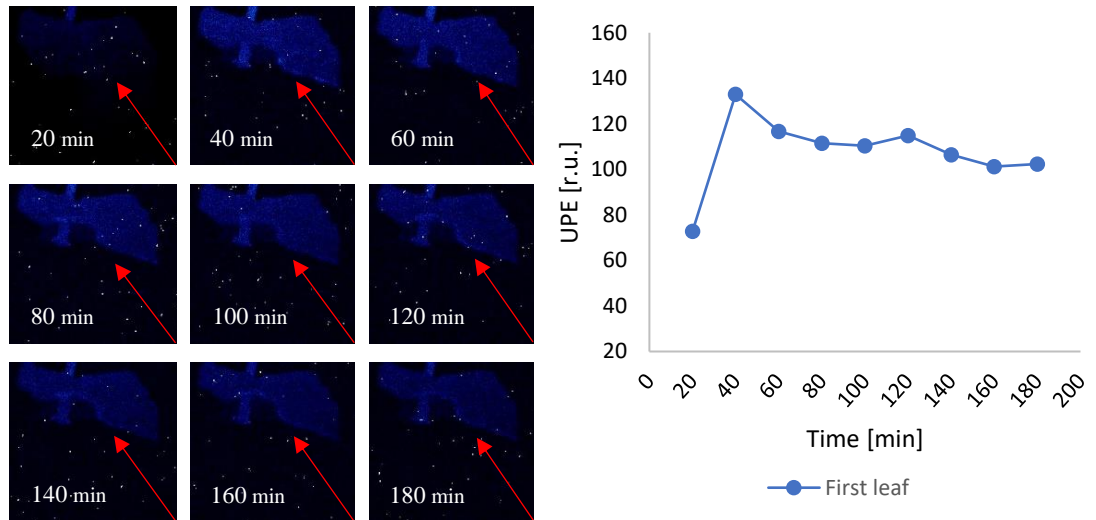 20 min
40 min
60 min
80 min
100 min
120 min
140 min
160 min
180 min
160
140
120
100
80
60
40
20
UPE [r.u.]
0
20
40
60
80
100
120
140
160
180
200
Time [min]
First leaf